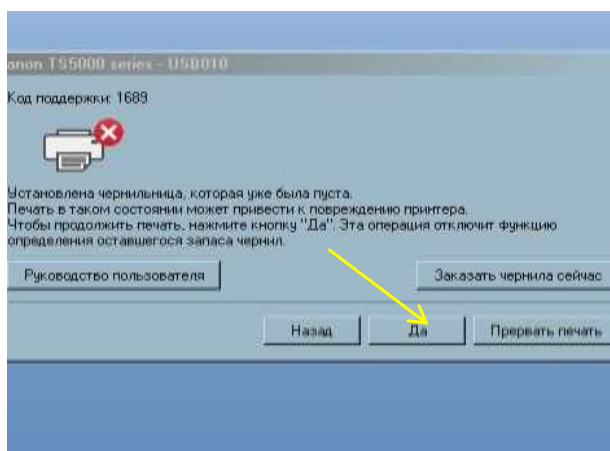 anon TS5000 series - USB010
Код поддержки: 1689
Установлена чернильница, которая уже была пуста.
Печать в таком состоянии может привести к повреждению принтера.
Чтобы продолжить печать, нажмите кнопку "Да". Эта операция отключит функцию
определения оставшегося запаса чернил.
Руководство пользователя
Заказать чернила сейчас
Назад
Да
Прервать печать